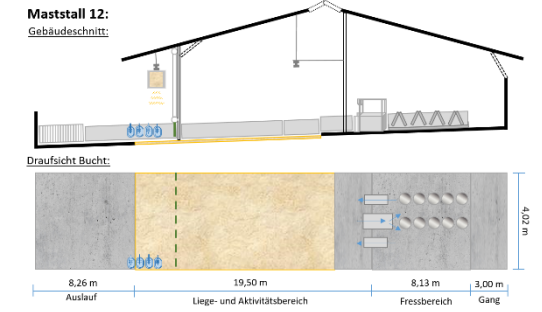 Maststall 12:
Gebäudeschnitt:
Draufsicht Bucht:
4,02 m
8,26 m
19,50 m
8,13 m
3,00 m
Auslauf
Liege- und Aktivitätsbereich
Fressbereich
Gang